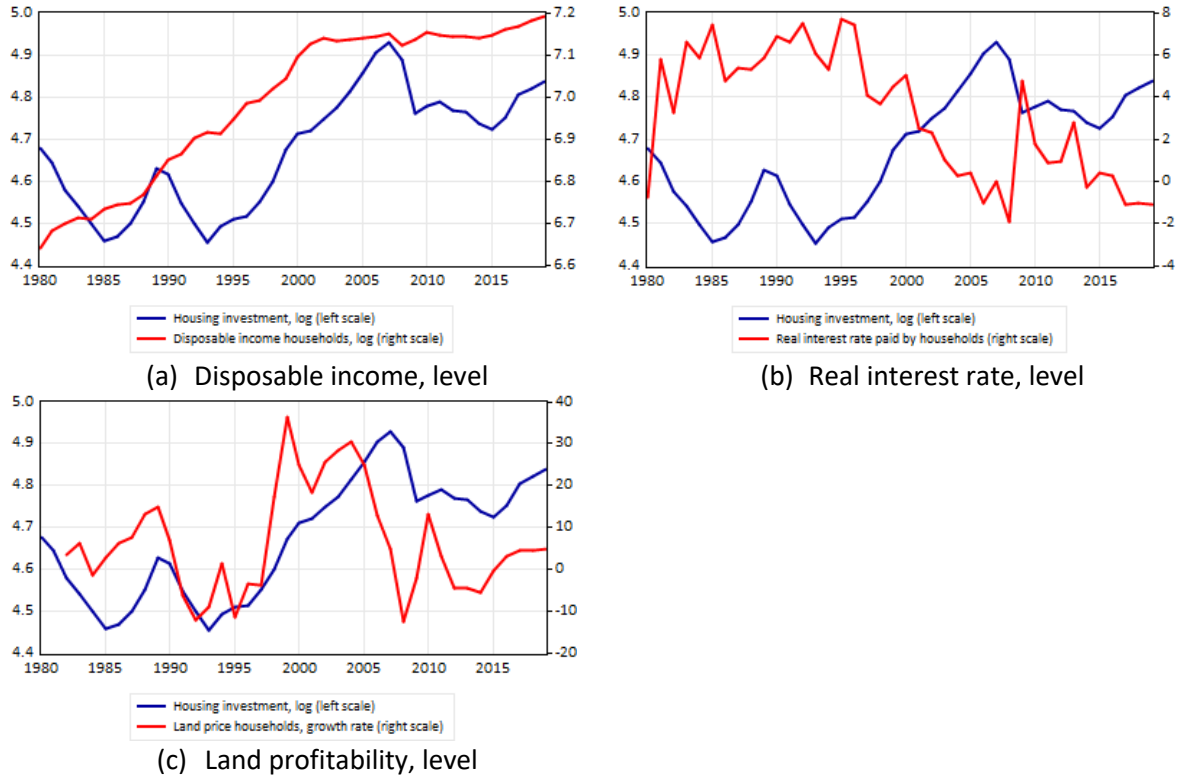 5.0 7.2
4.9 7.1
4.8 7.0
4.7 6.9
4.6 6.8
4.5 6.7
4.4 6.6
1980 1985 1990 1995 2000 2005 2010 2015
Housing investment, log (left scale)
Disposable income households, log (right scale)
(a) Disposable income, level
5.0 8
4.9 6
4.8 4
4.7 2
4.6 0
4.5 -2
4.4 -4
1980 1985 1990 1995 2000 2005 2010 2015
Housing investment, log (left scale)
Real interest rate paid by households (right scale)
(b) Real interest rate, level
5.0 40
4.9 30
4.8 20
4.7 10
4.6 0
4.5 -10
4.4 -20
1980 1985 1990 1995 2000 2005 2010 2015
Housing investment, log (left scale)
Land price households, growth rate (right scale)
(c) Land profitability, level